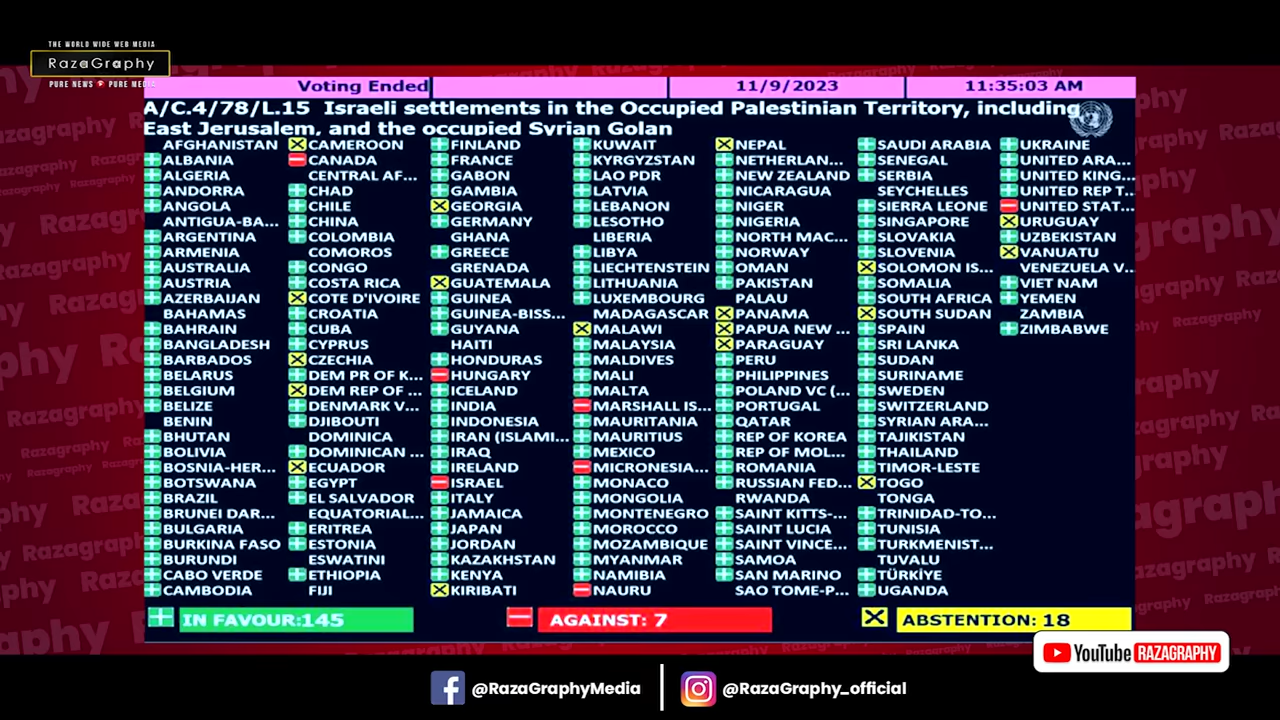 THE WORLD WIDE WEB MEDIA
RazaGraphy
PURE NEWS PURE MEDIA
Voting Ended 11/9/2023 11:35:03 AM
A/C.4/78/L.15 Israeli settlements in the Occupied Palestinian Territory, including
East Jerusalem, and the occupied Syrian Golan
AFGHANISTAN
ALBANIA
ALGERIA
ANDORRA
ANGOLA
ANTIGUA-BA...
ARGENTINA
ARMENIA
AUSTRALIA
AUSTRIA
AZERBAIJAN
BAHAMAS
BAHRAIN
BANGLADESH
BARBADOS
BELARUS
BELGIUM
BELIZE
BENIN
BHUTAN
BOLIVIA
BOSNIA-HER...
BOTSWANA
BRAZIL
BRUNEI DAR...
BULGARIA
BURKINA FASO
BURUNDI
CABO VERDE
CAMBODIA
CAMEROON
CANADA
CENTRAL AF...
CHAD
CHILE
CHINA
COLOMBIA
COMOROS
CONGO
COSTA RICA
COTE D'IVOIRE
CROATIA
CUBA
CYPRUS
CZECHIA
DEM PR OF K...
DEM REP OF ...
DENMARK V...
DJIBOUTI
DOMINICA
DOMINICAN ...
ECUADOR
EGYPT
EL SALVADOR
EQUATORIAL...
ERITREA
ESTONIA
ESWATINI
ETHIOPIA
FIJI
FINLAND
FRANCE
GABON
GAMBIA
GEORGIA
GERMANY
GHANA
GREECE
GRENADA
GUATEMALA
GUINEA
GUINEA-BISS...
GUYANA
HAITI
HONDURAS
HUNGARY
ICELAND
INDIA
INDONESIA
IRAN (ISLAMI...
IRAQ
IRELAND
ISRAEL
ITALY
JAMAICA
JAPAN
JORDAN
KAZAKHSTAN
KENYA
KIRIBATI
KUWAIT
KYRGYZSTAN
LAO PDR
LATVIA
LEBANON
LESOTHO
LIBERIA
LIBYA
LIECHTENSTEIN
LITHUANIA
LUXEMBOURG
MADAGASCAR
MALAWI
MALAYSIA
MALDIVES
MALI
MALTA
MARSHALL IS...
MAURITANIA
MAURITIUS
MEXICO
MICRONESIA...
MONACO
MONGOLIA
MONTENEGRO
MOROCCO
MOZAMBIQUE
MYANMAR
NAMIBIA
NAURU
NEPAL
NETHERLAN...
NEW ZEALAND
NICARAGUA
NIGER
NIGERIA
NORTH MAC...
NORWAY
OMAN
PAKISTAN
PALAU
PANAMA
PAPUA NEW ...
PARAGUAY
PERU
PHILIPPINES
POLAND VC (...
PORTUGAL
QATAR
REP OF KOREA
REP OF MOL...
ROMANIA
RUSSIAN FED...
RWANDA
SAINT KITTS-...
SAINT LUCIA
SAINT VINCE...
SAMOA
SAN MARINO
SAO TOME-P...
SAUDI ARABIA
SENEGAL
SERBIA
SEYCHELLES
SIERRA LEONE
SINGAPORE
SLOVAKIA
SLOVENIA
SOLOMON IS...
SOMALIA
SOUTH AFRICA
SOUTH SUDAN
SPAIN
SRI LANKA
SUDAN
SURINAME
SWEDEN
SWITZERLAND
SYRIAN ARA...
TAJIKISTAN
THAILAND
TIMOR-LESTE
TOGO
TONGA
TRINIDAD-TO...
TUNISIA
TURKMENIST...
TUVALU
TÜRKİYE
UGANDA
UKRAINE
UNITED ARA...
UNITED KING...
UNITED REP T...
UNITED STAT...
URUGUAY
UZBEKISTAN
VANUATU
VENEZUELA V...
VIET NAM
YEMEN
ZAMBIA
ZIMBABWE
IN FAVOUR:145 AGAINST: 7 ABSTENTION: 18
YouTube RAZAGRAPHY
@RazaGraphyMedia @RazaGraphy_official